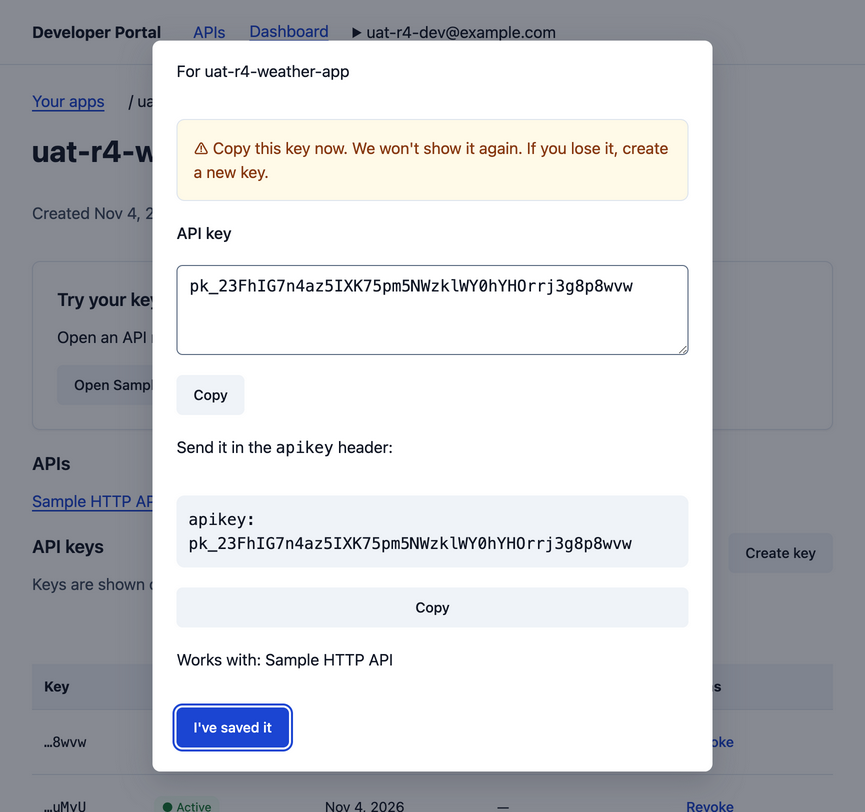 Developer Portal APIs Dashboard ▶ uat-r4-dev@example.com
For uat-r4-weather-app
Your apps / ua
⚠ Copy this key now. We won't show it again. If you lose it, create
a new key.
uat-r4-w
Created Nov 4, 2
API key
pk_23FhIG7n4az5IXK75pm5NWzklWY0hYHOrrj3g8p8wvw
Try your key
Open an API
Open Sampl
Copy
Send it in the apikey header:
APIs
Sample HTTP AP
apikey:
pk_23FhIG7n4az5IXK75pm5NWzklWY0hYHOrrj3g8p8wvw
API keys
Create key
Keys are shown
Copy
Works with: Sample HTTP API
Key
I've saved it
…8wvw
…uMyU Active Nov 4, 2026 — Revoke